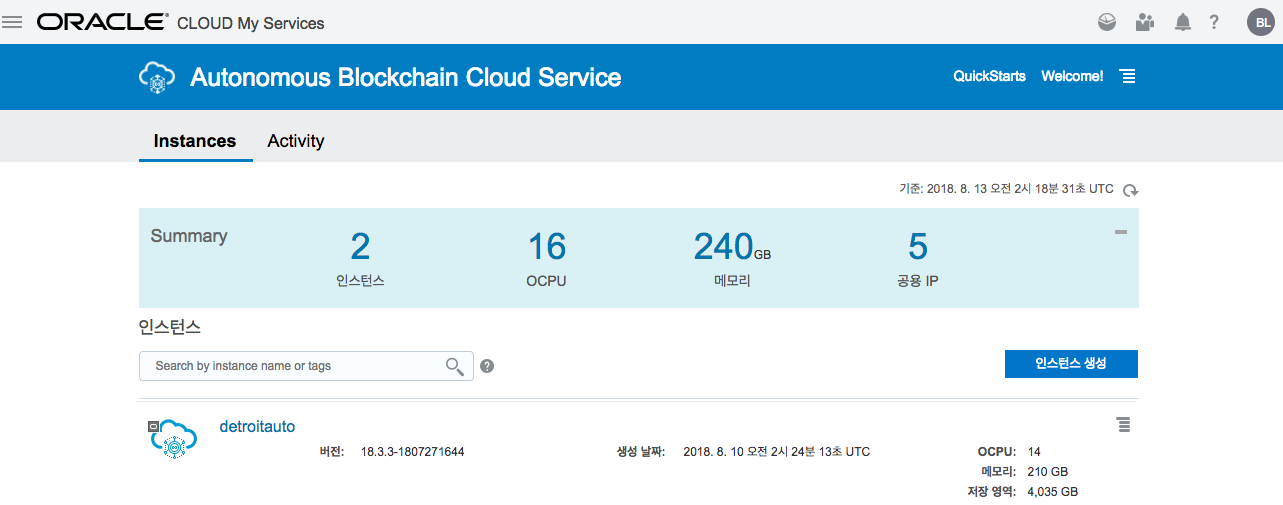 ORACLE® CLOUD My Services
? BL
Autonomous Blockchain Cloud Service
QuickStarts Welcome!
Instances Activity
기준: 2018. 8. 13 오전 2시 18분 31초 UTC
Summary
2 16 240GB 5
인스턴스 OCPU 메모리 공용 IP
인스턴스
Search by instance name or tags ?
인스턴스 생성
detroitauto
버전: 18.3.3-1807271644 생성 날짜: 2018. 8. 10 오전 2시 24분 13초 UTC OCPU: 14
메모리: 210 GB
저장 영역: 4,035 GB